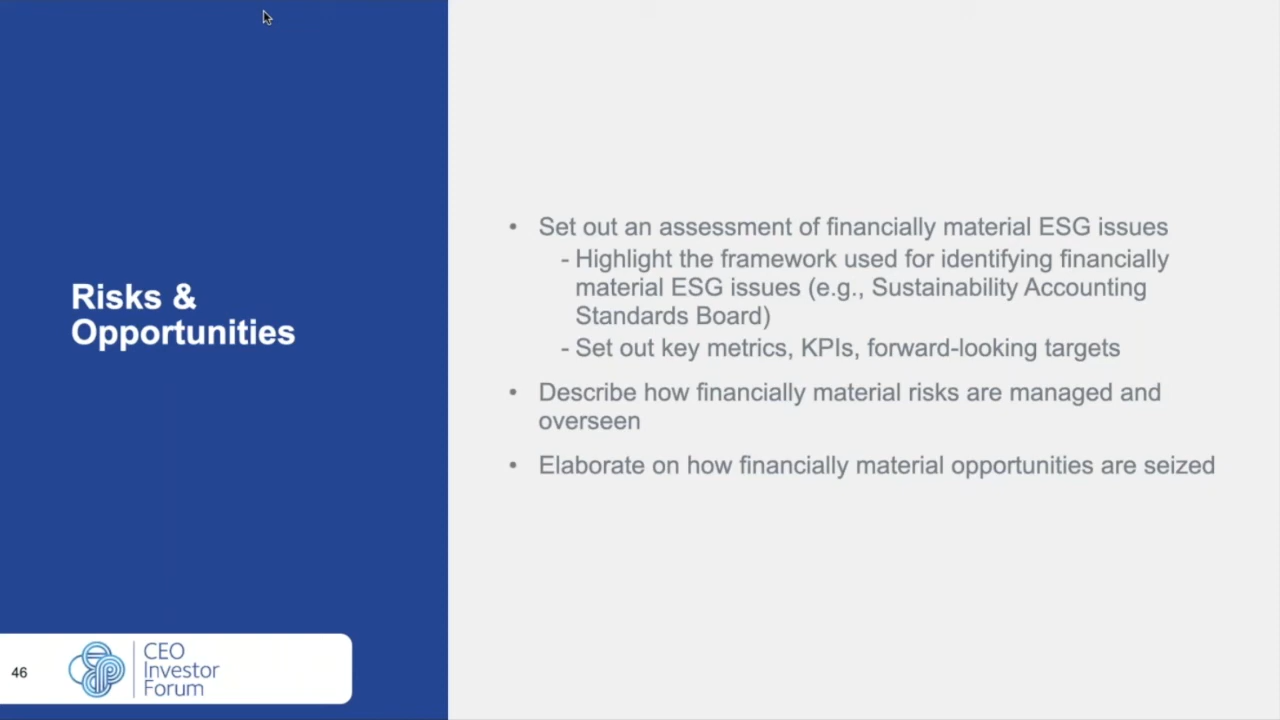 Risks &
Opportunities
• Set out an assessment of financially material ESG issues
- Highlight the framework used for identifying financially
material ESG issues (e.g., Sustainability Accounting
Standards Board)
- Set out key metrics, KPIs, forward-looking targets
• Describe how financially material risks are managed and
overseen
• Elaborate on how financially material opportunities are seized
46
CEO
Investor
Forum